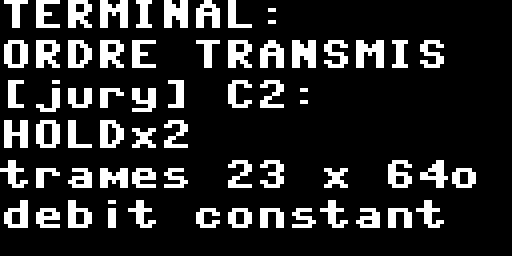 TERMINAL:
ORDRE TRANSMIS
[jury] C2:
HOLDx2
trames 23 x 64o
debit constant